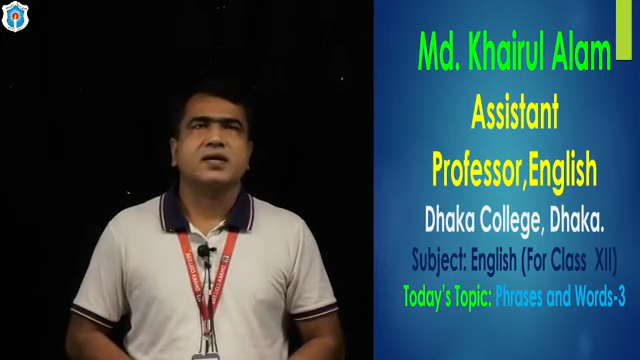 Md. Khairul Alam
Assistant
Professor,English
Dhaka College, Dhaka.
Subject: English (For Class XII)
Today's Topic: Phrases and Words-3